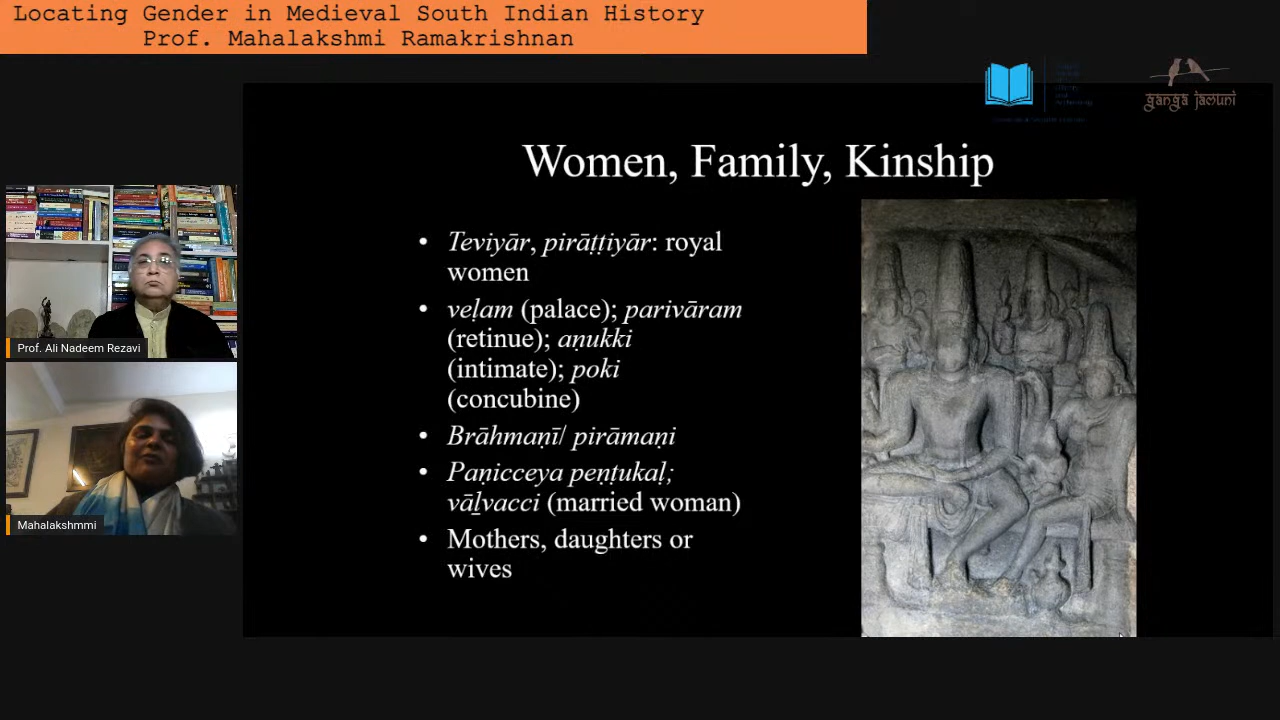 Locating Gender in Medieval South Indian History
Prof. Mahalakshmi Ramakrishnan
ganga jamuni
Women, Family, Kinship
• Teviyār, pirāṭṭiyār: royal
women
• veḷam (palace); parivāram
(retinue); aṇukki
(intimate); poki
(concubine)
• Brāhmaṇī/ pirāmaṇi
• Paṇicceya peṇṭukaḷ;
vāḻvacci (married woman)
• Mothers, daughters or
wives
Prof. Ali Nadeem Rezavi
Mahalakshmmi